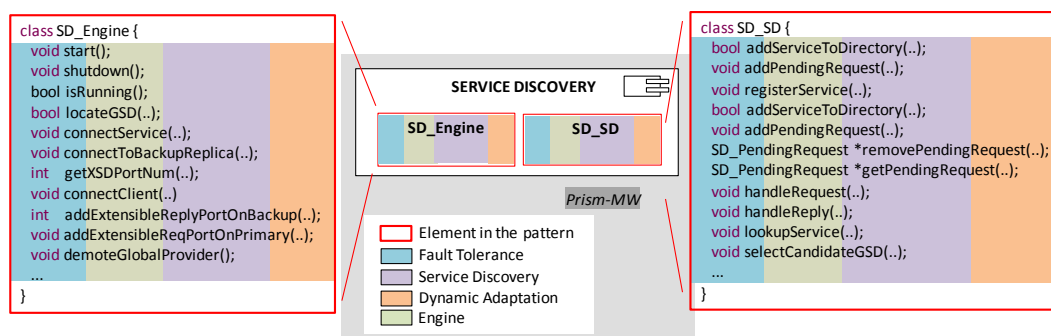 class SD_Engine {
void start();
void shutdown();
bool isRunning();
bool locateGSD(..);
void connectService(..);
void connectToBackupReplica(..);
int getXSDPortNum(..);
void connectClient(..)
int addExtensibleReplyPortOnBackup(..);
void addExtensibleReqPortOnPrimary(..);
void demoteGlobalProvider();
...
}
SERVICE DISCOVERY
SD_Engine
SD_SD
Prism-MW
Element in the pattern
Fault Tolerance
Service Discovery
Dynamic Adaptation
Engine
class SD_SD {
bool addServiceToDirectory(..);
void addPendingRequest(..);
void registerService(..);
bool addServiceToDirectory(..);
void addPendingRequest(..);
SD_PendingRequest *removePendingRequest(..);
SD_PendingRequest *getPendingRequest(..);
void handleRequest(..);
void handleReply(..);
void lookupService(..);
void selectCandidateGSD(..);
...
}